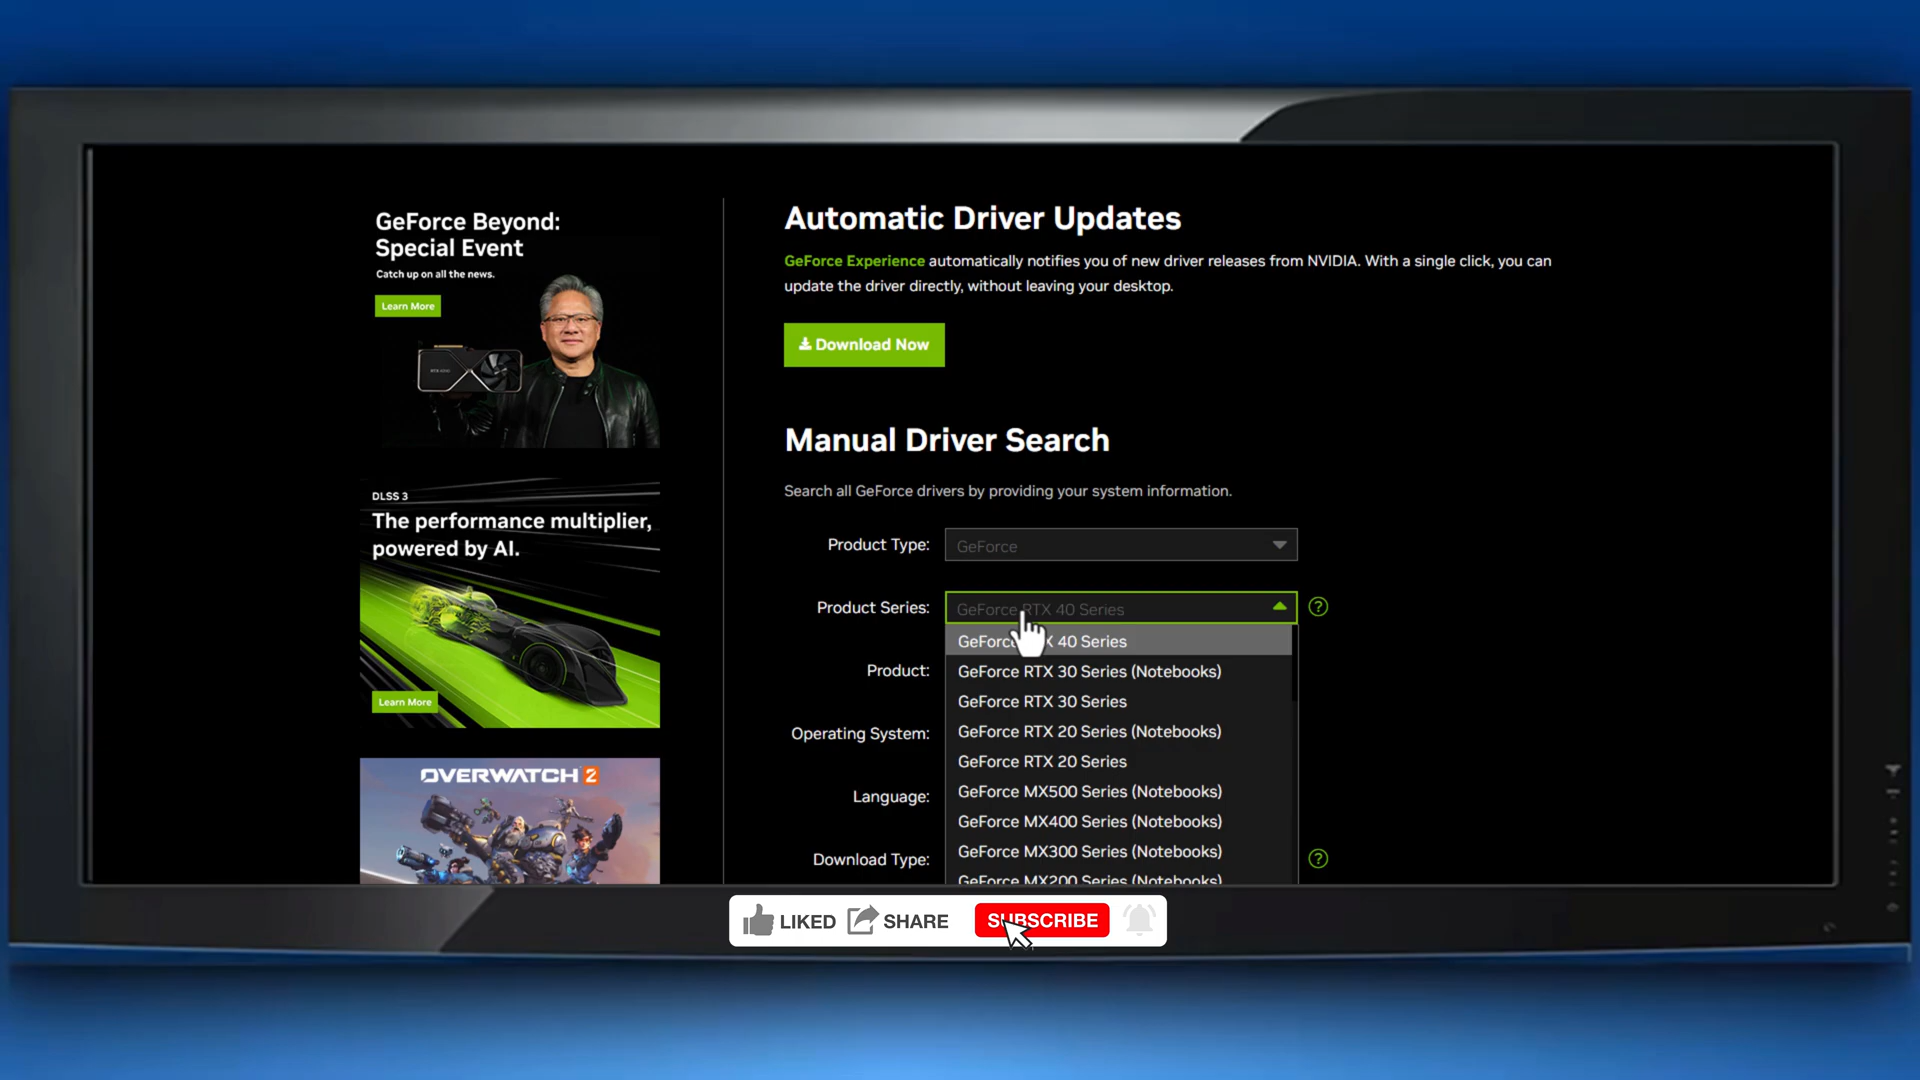 GeForce Beyond:
Special Event
Catch up on all the news.
Learn More
DLSS 3
The performance multiplier,
powered by AI.
Learn More
OVERWATCH 2
Automatic Driver Updates
GeForce Experience automatically notifies you of new driver releases from NVIDIA. With a single click, you can
update the driver directly, without leaving your desktop.
Download Now
Manual Driver Search
Search all GeForce drivers by providing your system information.
Product Type: GeForce
Product Series: GeForce RTX 40 Series
GeForce RTX 40 Series
GeForce RTX 30 Series (Notebooks)
Product:
GeForce RTX 30 Series
GeForce RTX 20 Series (Notebooks)
Operating System:
GeForce RTX 20 Series
GeForce MX500 Series (Notebooks)
Language:
GeForce MX400 Series (Notebooks)
GeForce MX300 Series (Notebooks)
Download Type:
GeForce MX200 Series (Notebooks)
LIKED SHARE SUBSCRIBE